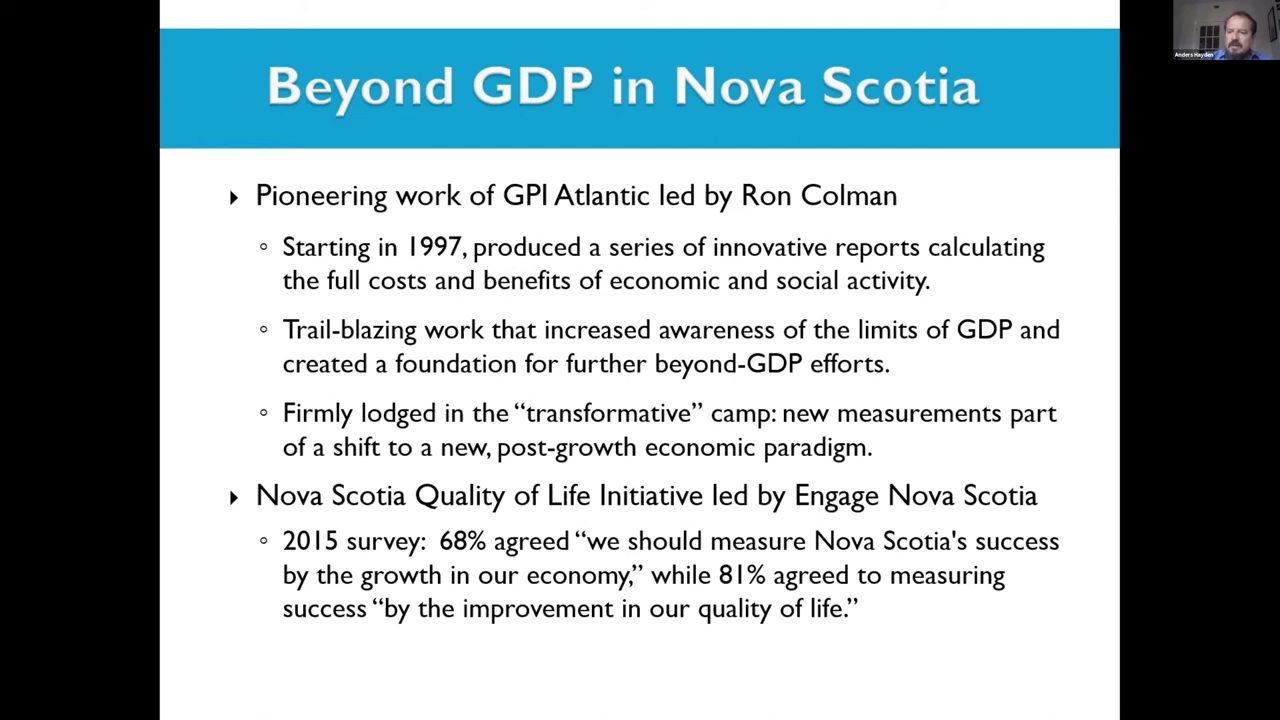 Beyond GDP in Nova Scotia
Anders Hayden
Pioneering work of GPI Atlantic led by Ron Colman
Starting in 1997, produced a series of innovative reports calculating
the full costs and benefits of economic and social activity.
Trail-blazing work that increased awareness of the limits of GDP and
created a foundation for further beyond-GDP efforts.
Firmly lodged in the “transformative” camp: new measurements part
of a shift to a new, post-growth economic paradigm.
Nova Scotia Quality of Life Initiative led by Engage Nova Scotia
2015 survey: 68% agreed “we should measure Nova Scotia's success
by the growth in our economy,” while 81% agreed to measuring
success “by the improvement in our quality of life.”